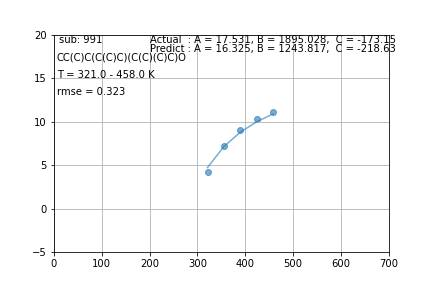 sub: 991
Actual : A = 17.531, B = 1895.028, C = -173.15
Predict : A = 16.325, B = 1243.817, C = -218.63
CC(C)C(C(C)C)(C(C)(C)C)O
T = 321.0 - 458.0 K
rmse = 0.323
20
15
10
5
0
−5
0 100 200 300 400 500 600 700